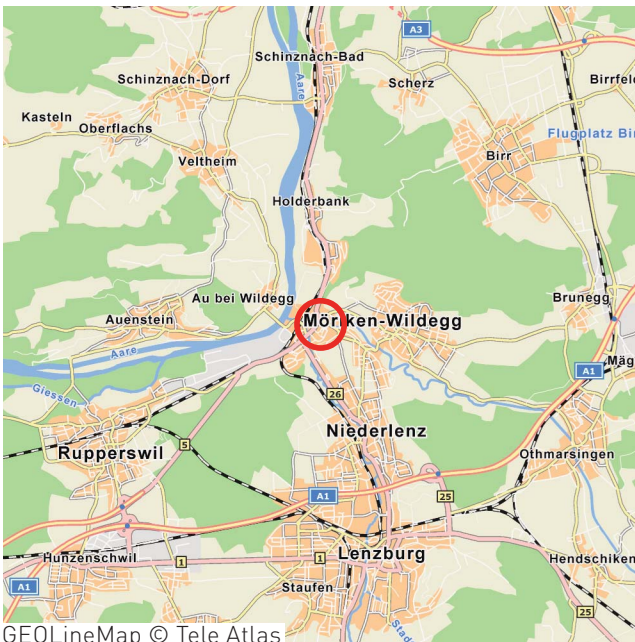 A3
Schinznach-Bad
Schinznach-Dorf
Aare
Scherz
Birrfel
Kasteln
Oberflachs
Flugplatz Bir
Veltheim
Birr
Holderbank
Au bei Wildegg
Brunegg
Auenstein
Möriken-Wildegg
Aare
Mäg
A1
Giessen
26
Niederlenz
5
Rupperswil
Othmarsingen
A1
25
Hunzenschwil
1
1
Lenzburg
Hendschiken
A1
Staufen
25
Stad
GEOLineMap © Tele Atlas